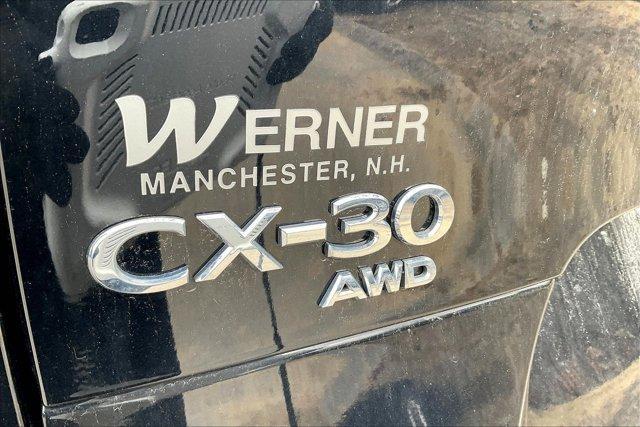 WERNER
MANCHESTER, N.H.
CX-30
AWD